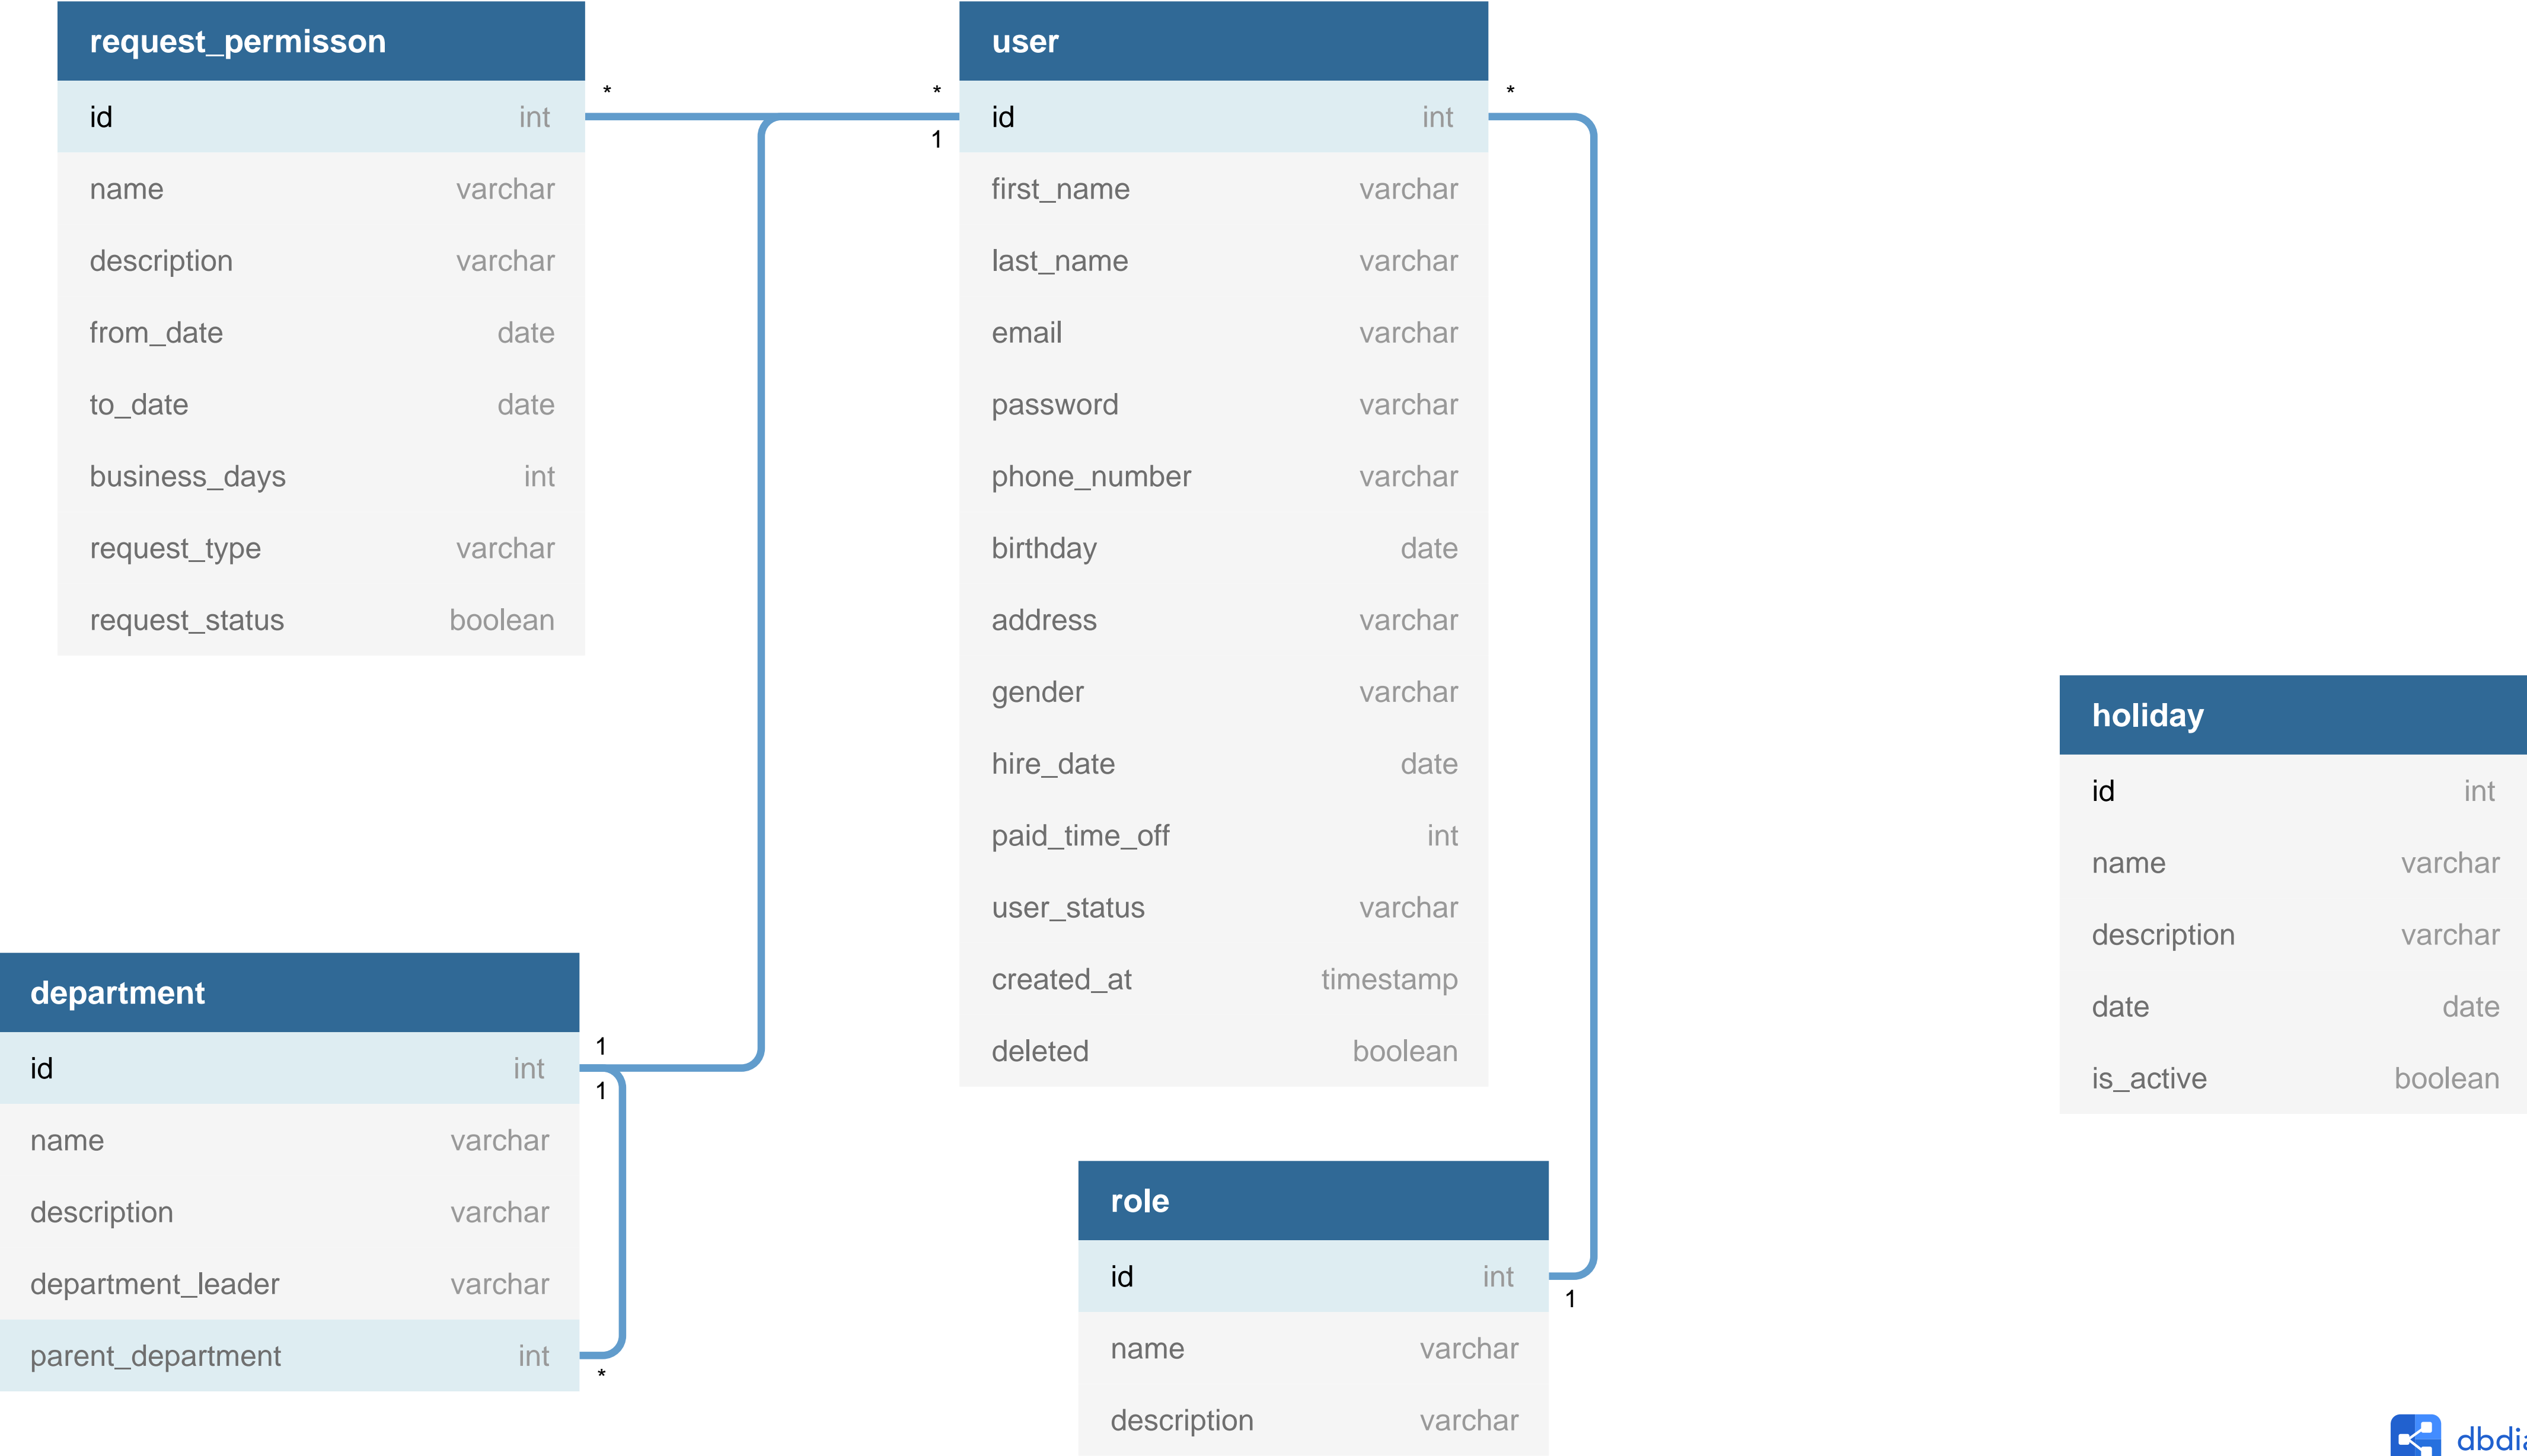 request_permisson
id int
name varchar
description varchar
from_date date
to_date date
business_days int
request_type varchar
request_status boolean
*
*
1
user
id int
first_name varchar
last_name varchar
email varchar
password varchar
phone_number varchar
birthday date
address varchar
gender varchar
hire_date date
paid_time_off int
user_status varchar
created_at timestamp
deleted boolean
*
holiday
id int
name varchar
description varchar
date date
is_active boolean
department
id int
name varchar
description varchar
department_leader varchar
parent_department int
1
1
*
role
id int
name varchar
description varchar
1
dbdia